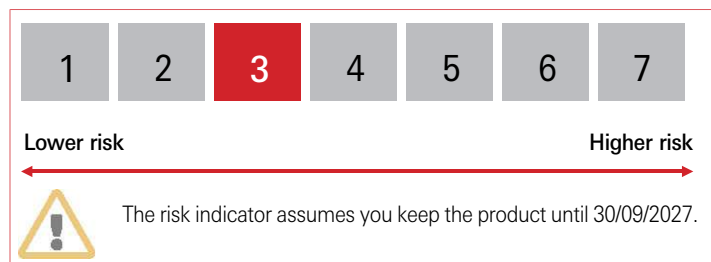 1 2 3 4 5 6 7
Lower risk Higher risk
The risk indicator assumes you keep the product until 30/09/2027.